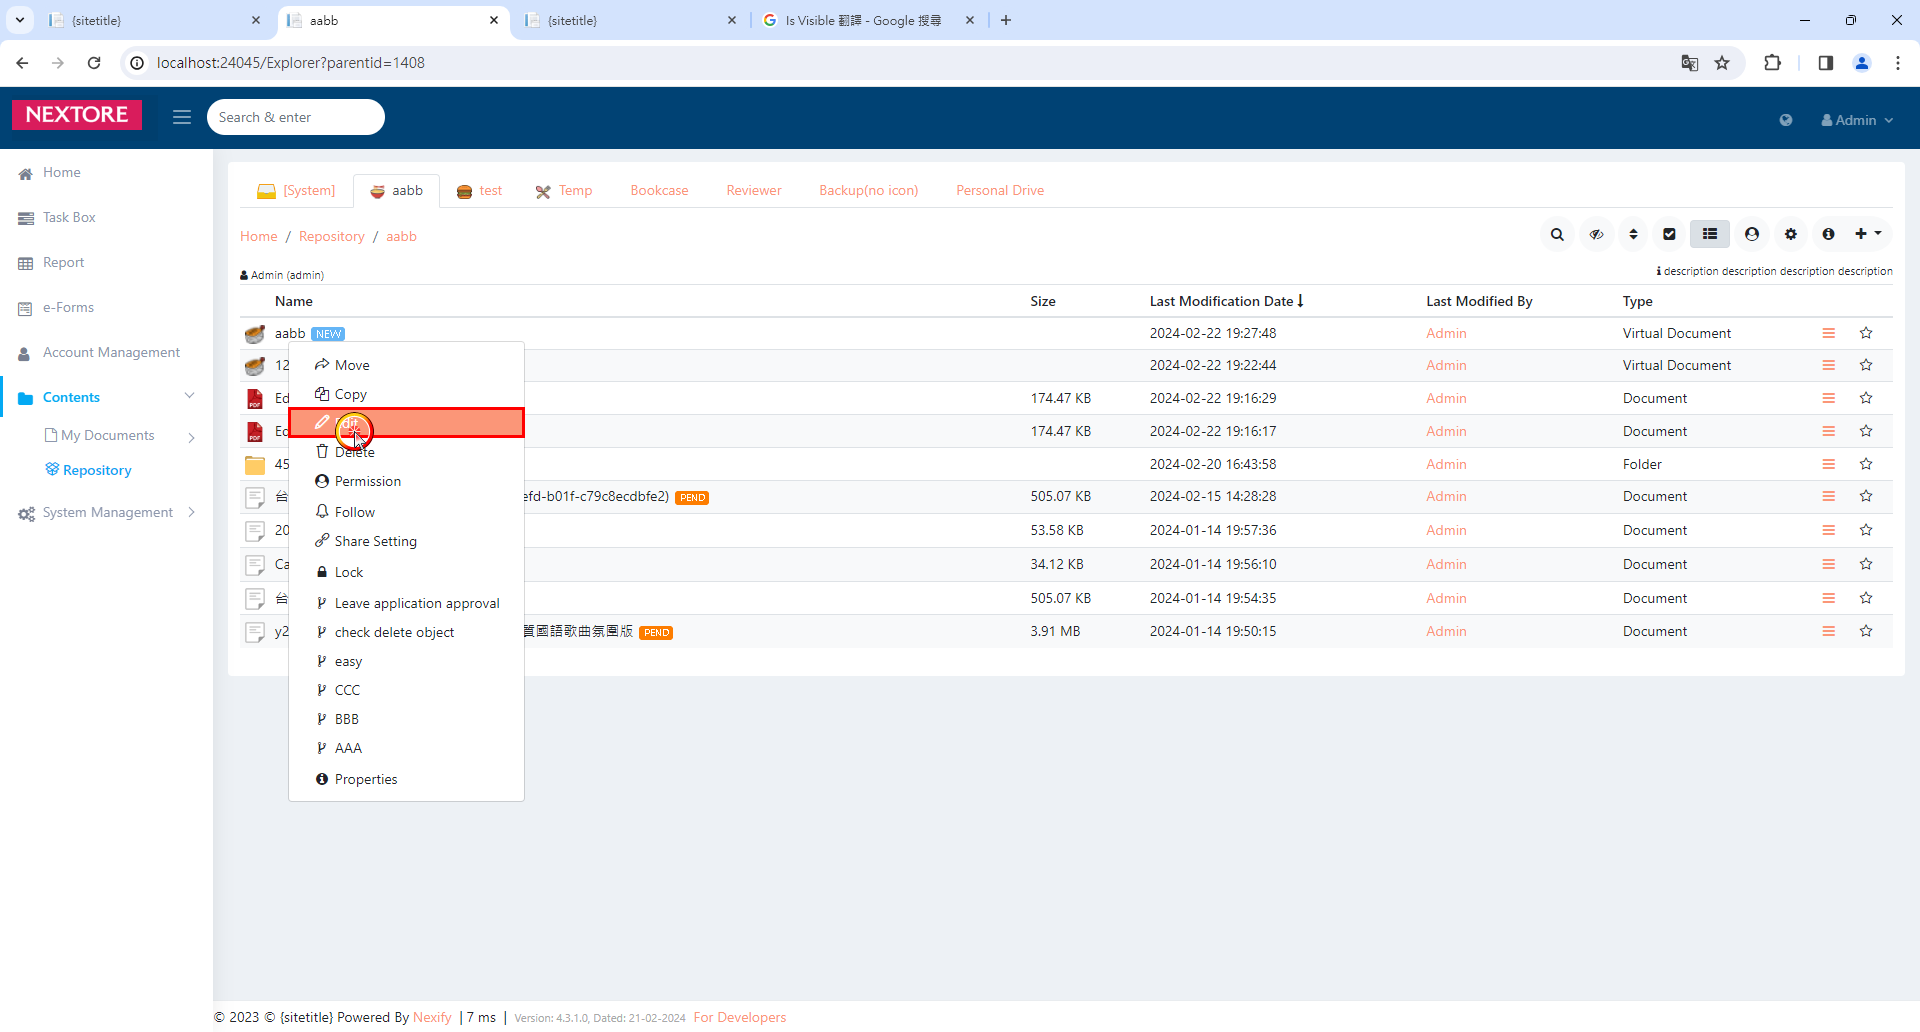 {sitetitle}
aabb
{sitetitle}
Is Visible 翻譯 - Google 搜尋
localhost:24045/Explorer?parentid=1408
NEXTORE
Search & enter
Admin
Home
Task Box
Report
e-Forms
Account Management
Contents
My Documents
Repository
System Management
[System]
aabb
test
Temp
Bookcase
Reviewer
Backup(no icon)
Personal Drive
Home / Repository / aabb
Admin (admin)
description description description description
Name Size Last Modification Date Last Modified By Type
aabb NEW 2024-02-22 19:27:48 Admin Virtual Document
12 2024-02-22 19:22:44 Admin Virtual Document
Ed 174.47 KB 2024-02-22 19:16:29 Admin Document
Ed 174.47 KB 2024-02-22 19:16:17 Admin Document
45 2024-02-20 16:43:58 Admin Folder
efd-b01f-c79c8ecdbfe2) PEND 505.07 KB 2024-02-15 14:28:28 Admin Document
20 53.58 KB 2024-01-14 19:57:36 Admin Document
Ca 34.12 KB 2024-01-14 19:56:10 Admin Document
台 505.07 KB 2024-01-14 19:54:35 Admin Document
y2 質國語歌曲氛圍版 PEND 3.91 MB 2024-01-14 19:50:15 Admin Document
Move
Copy
Delete
Permission
Follow
Share Setting
Lock
Leave application approval
check delete object
easy
CCC
BBB
AAA
Properties
© 2023 © {sitetitle} Powered By Nexify | 7 ms | Version: 4.3.1.0, Dated: 21-02-2024 For Developers